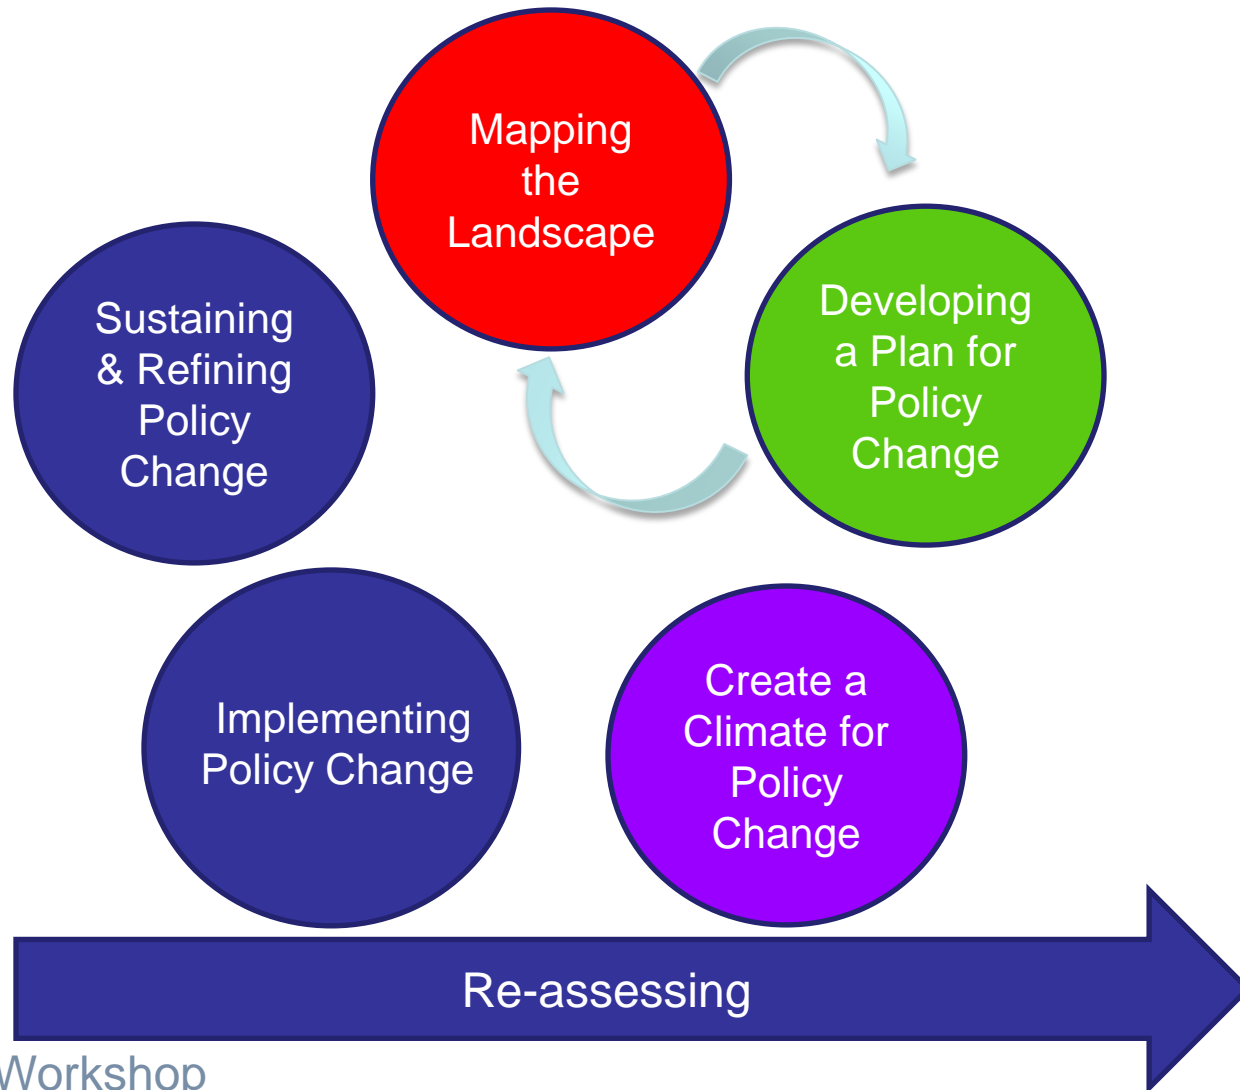 Mapping
the
Landscape
Developing
a Plan for
Policy
Change
Sustaining
& Refining
Policy
Change
Implementing
Policy Change
Create a
Climate for
Policy
Change
Re-assessing
Workshop